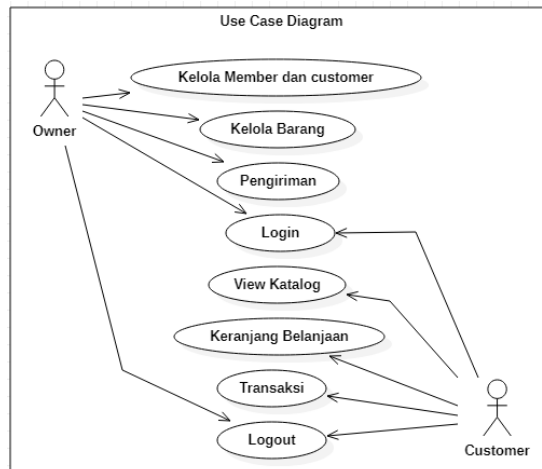 Use Case Diagram
Kelola Member dan customer
Owner
Kelola Barang
Pengiriman
Login
View Katalog
Keranjang Belanjaan
Transaksi
Logout
Customer